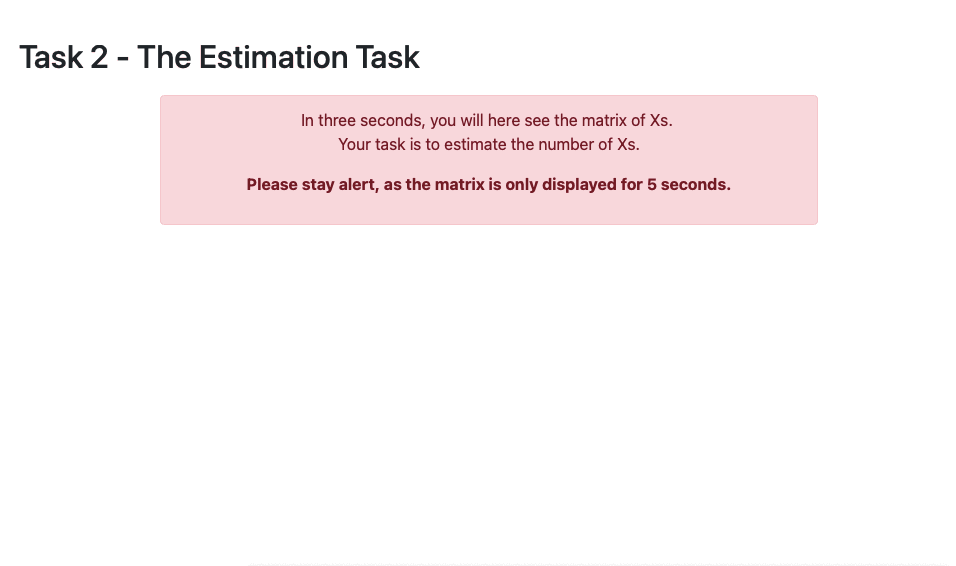 Task 2 - The Estimation Task
In three seconds, you will here see the matrix of Xs.
Your task is to estimate the number of Xs.
Please stay alert, as the matrix is only displayed for 5 seconds.